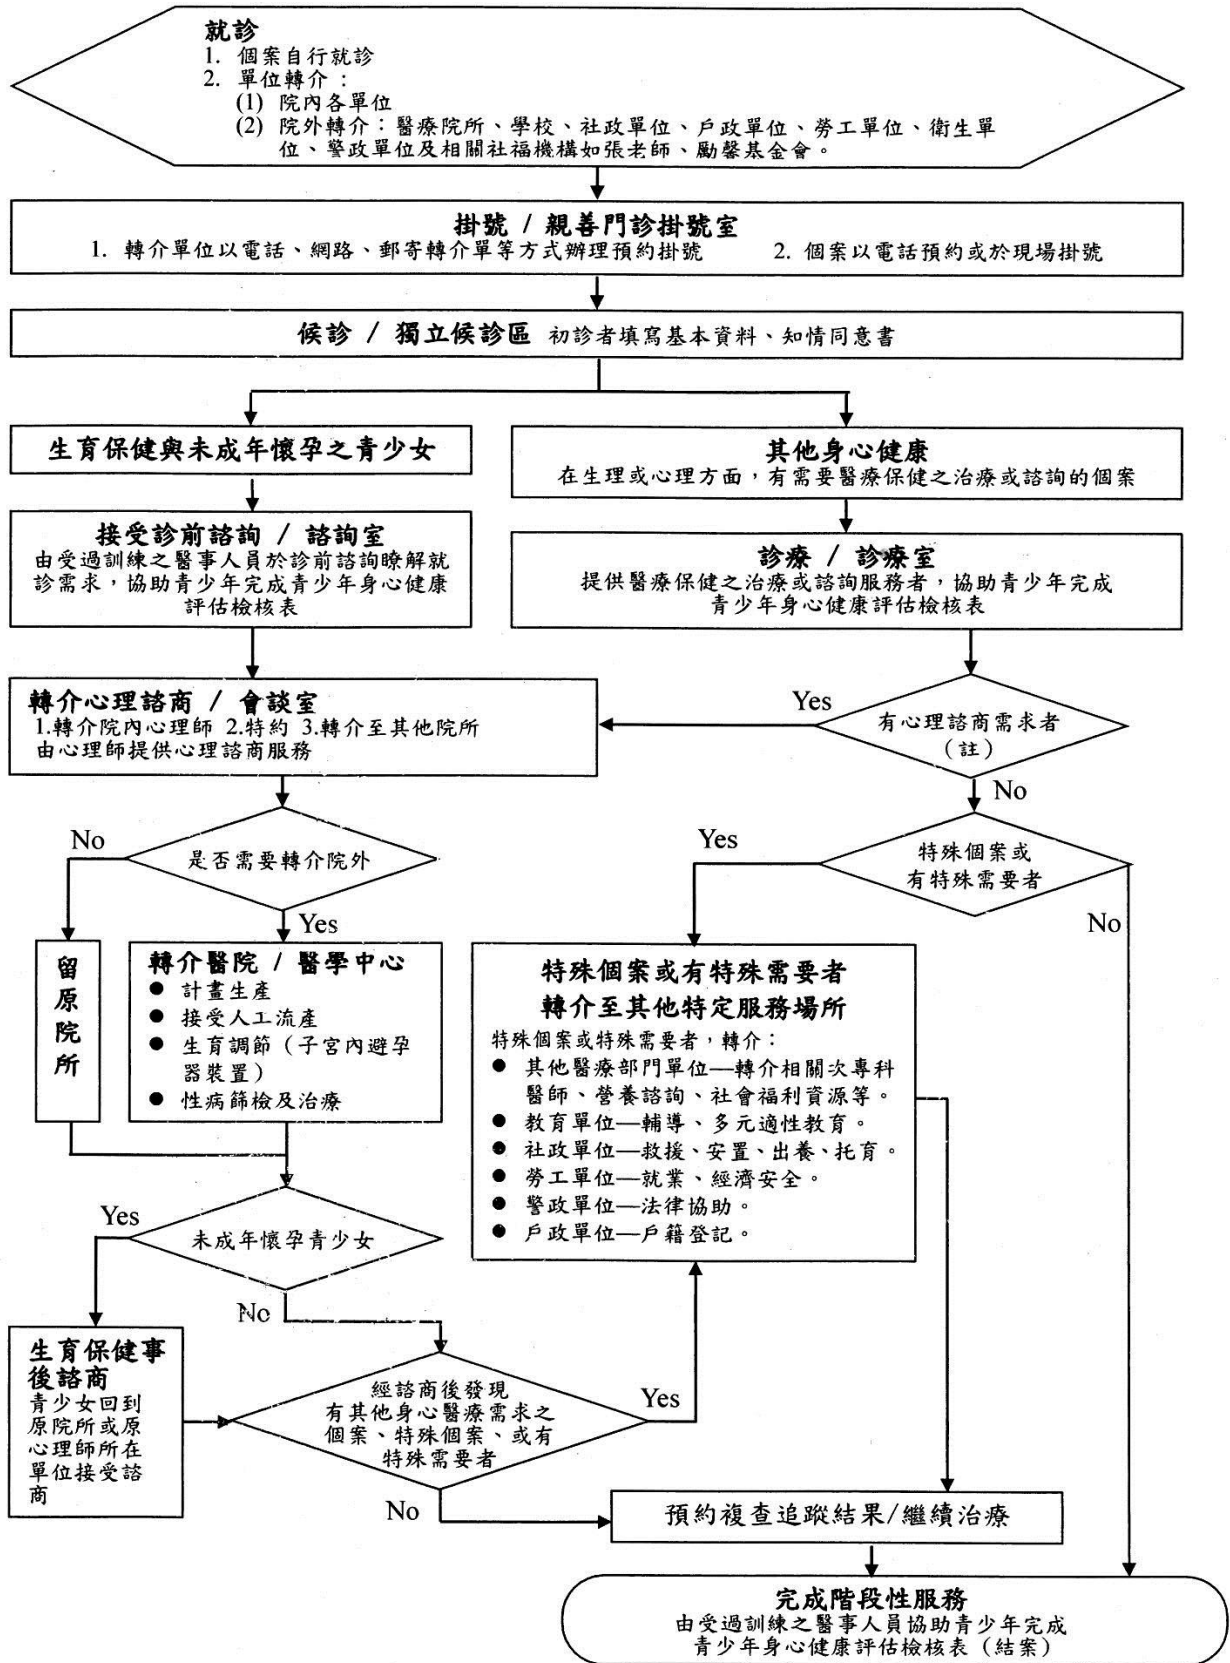 就診
1. 個案自行就診
2. 單位轉介：
(1) 院內各單位
(2) 院外轉介：醫療院所、學校、社政單位、戶政單位、勞工單位、衛生單
位、警政單位及相關社福機構如張老師、勵馨基金會。
掛號 / 親善門診掛號室
1. 轉介單位以電話、網路、郵寄轉介單等方式辦理預約掛號 2. 個案以電話預約或於現場掛號
候診 / 獨立候診區 初診者填寫基本資料、知情同意書
生育保健與未成年懷孕之青少女
其他身心健康
在生理或心理方面，有需要醫療保健之治療或諮詢的個案
接受診前諮詢 / 諮詢室
由受過訓練之醫事人員於診前諮詢瞭解就
診需求，協助青少年完成青少年身心健康
評估檢核表
診療 / 診療室
提供醫療保健之治療或諮詢服務者，協助青少年完成
青少年身心健康評估檢核表
轉介心理諮商 / 會談室
1.轉介院內心理師 2.特約 3.轉介至其他院所
由心理師提供心理諮商服務
Yes
有心理諮商需求者
（註）
No
No
是否需要轉介院外
Yes
Yes
特殊個案或
有特殊需要者
No
留
原
院
所
轉介醫院 / 醫學中心
● 計畫生產
● 接受人工流產
● 生育調節（子宮內避孕
器裝置）
● 性病篩檢及治療
特殊個案或有特殊需要者
轉介至其他特定服務場所
特殊個案或特殊需要者，轉介：
● 其他醫療部門單位—轉介相關次專科
醫師、營養諮詢、社會福利資源等。
● 教育單位—輔導、多元適性教育。
● 社政單位—救援、安置、出養、托育。
● 勞工單位—就業、經濟安全。
● 警政單位—法律協助。
● 戶政單位—戶籍登記。
Yes
未成年懷孕青少女
No
生育保健事
後諮商
青少女回到
原院所或原
心理師所在
單位接受諮
商
經諮商後發現
有其他身心醫療需求之
個案、特殊個案、或有
特殊需要者
Yes
No
預約複查追蹤結果/繼續治療
完成階段性服務
由受過訓練之醫事人員協助青少年完成
青少年身心健康評估檢核表（結案）